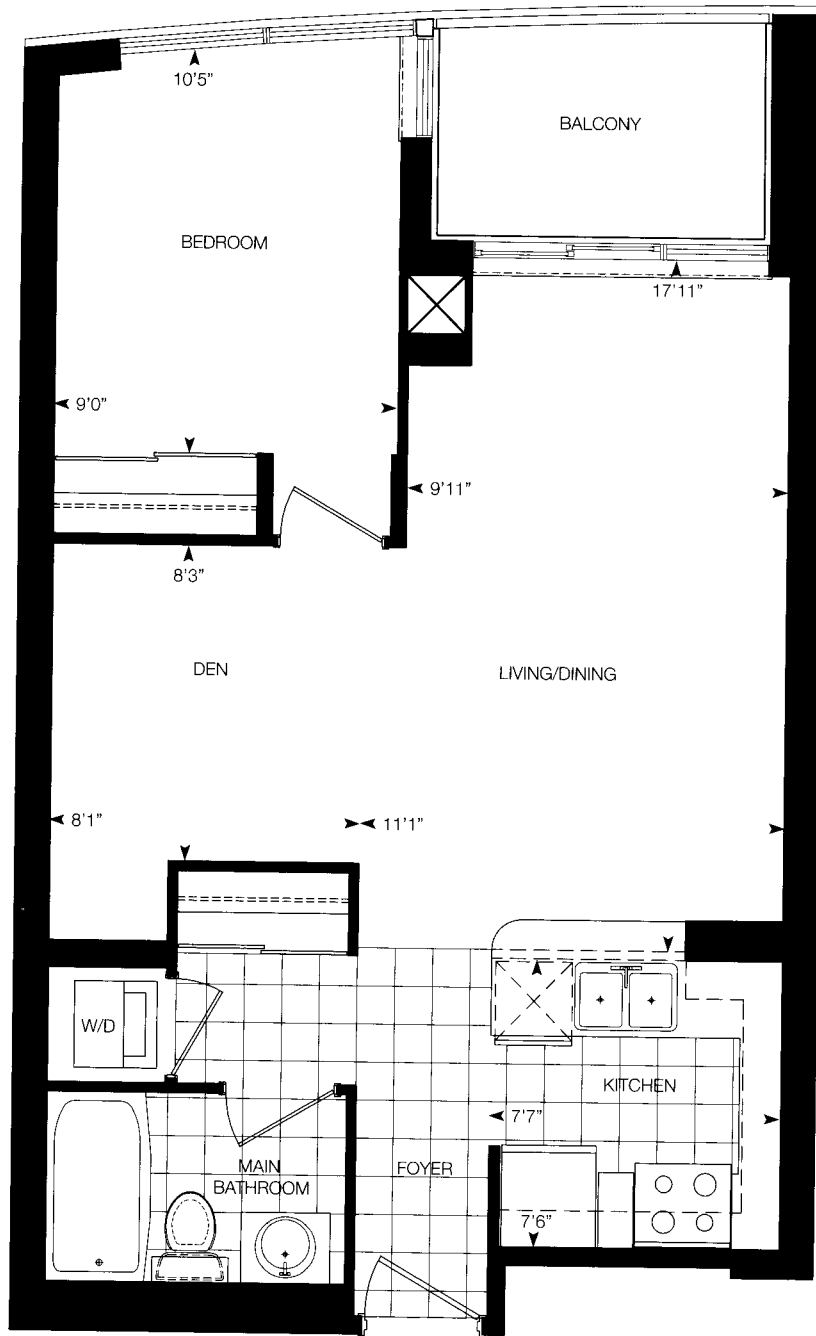 10'5"
BALCONY
BEDROOM
17'11"
9'0"
9'11"
8'3"
DEN
LIVING/DINING
8'1"
11'1"
W/D
KITCHEN
7'7"
MAIN
BATHROOM
FOYER
7'6"